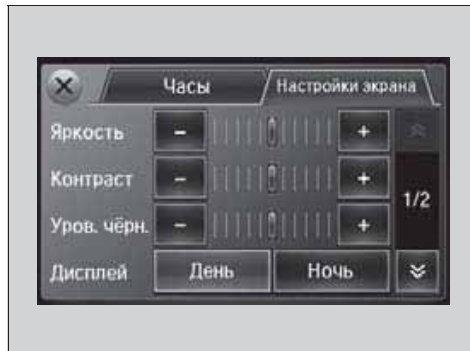 Часы Настройки экрана
Яркость - +
Контраст - +
1/2
Уров. чёрн. - +
Дисплей День Ночь